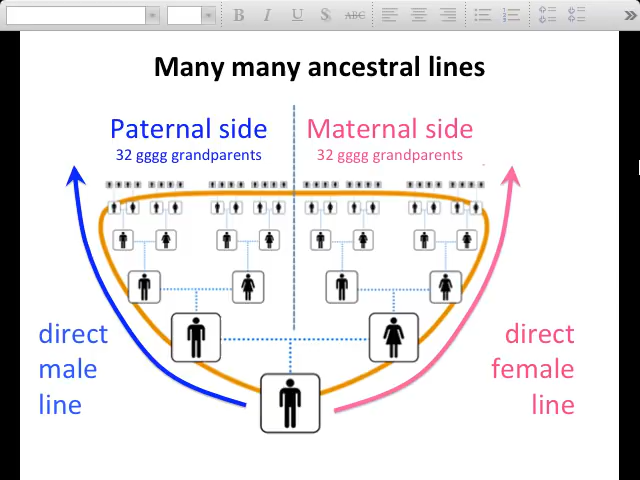 B I U S ABC
Many many ancestral lines
Paternal side
32 gggg grandparents
Maternal side
32 gggg grandparents
direct
male
line
direct
female
line